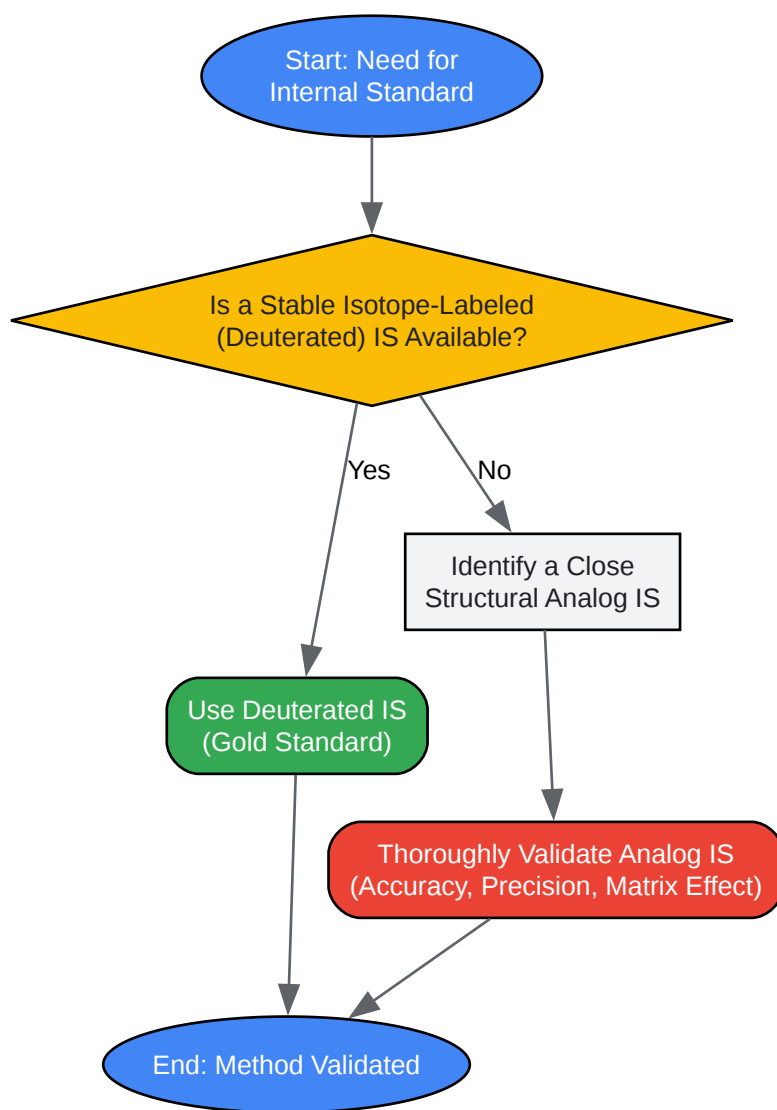 Start: Need for
Internal Standard
Is a Stable Isotope-Labeled
(Deuterated) IS Available?
Yes
No
Identify a Close
Structural Analog IS
Use Deuterated IS
(Gold Standard)
Thoroughly Validate Analog IS
(Accuracy, Precision, Matrix Effect)
End: Method Validated